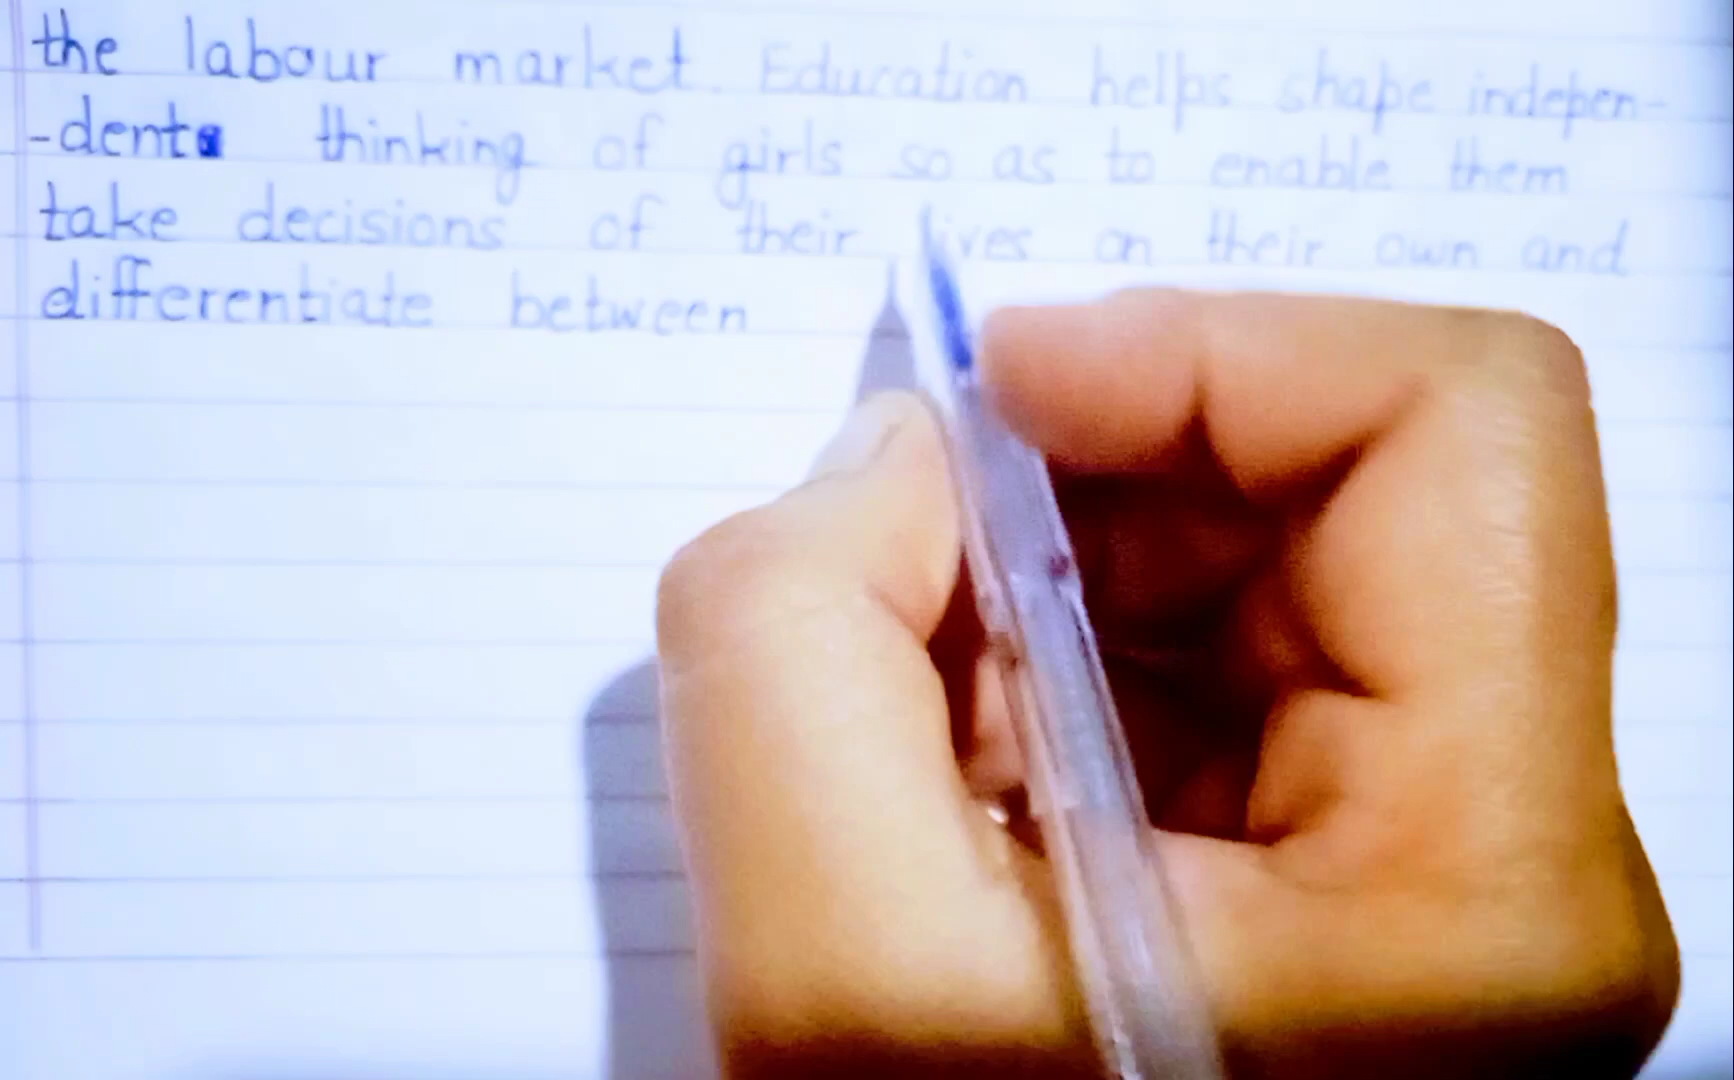 the labour market. Education helps shape indepen-
-dent thinking of girls so as to enable them
take decisions of their lives on their own and
differentiate between